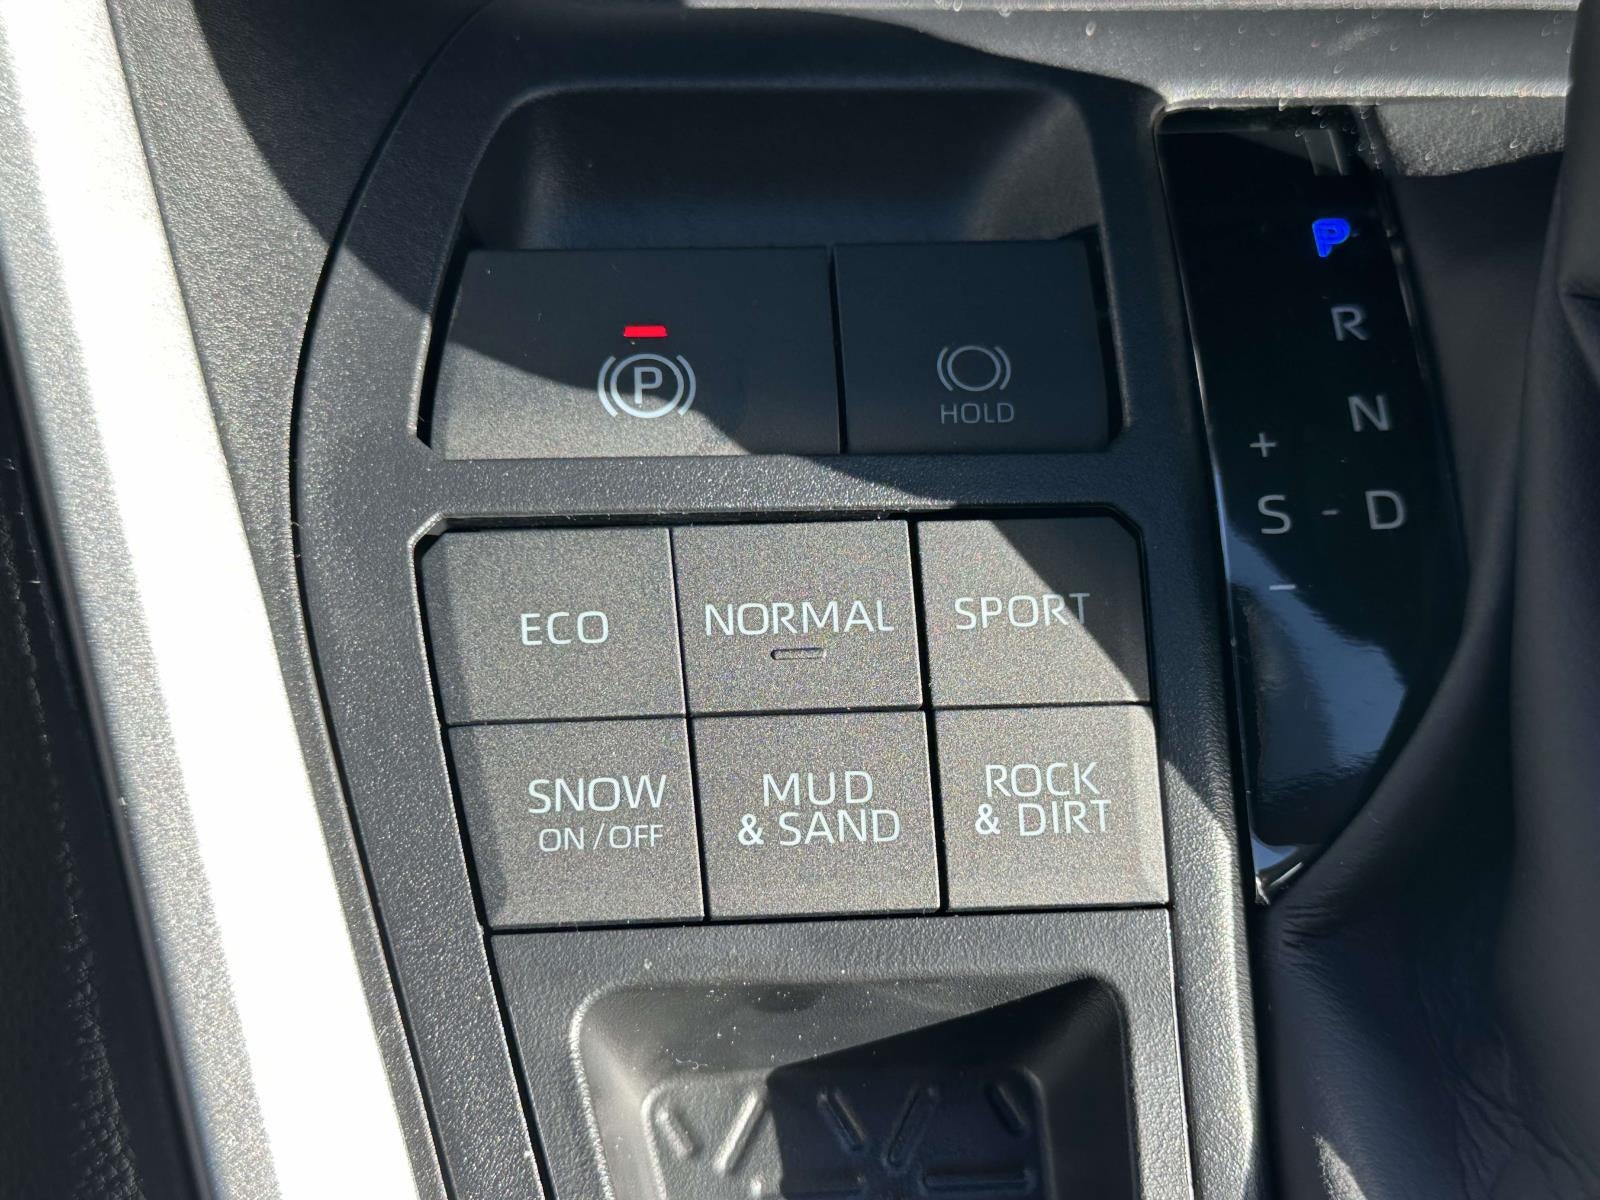 P
HOLD
ECO
NORMAL
SPORT
SNOW
ON/OFF
MUD
& SAND
ROCK
& DIRT
P
R
N
+
S - D
-